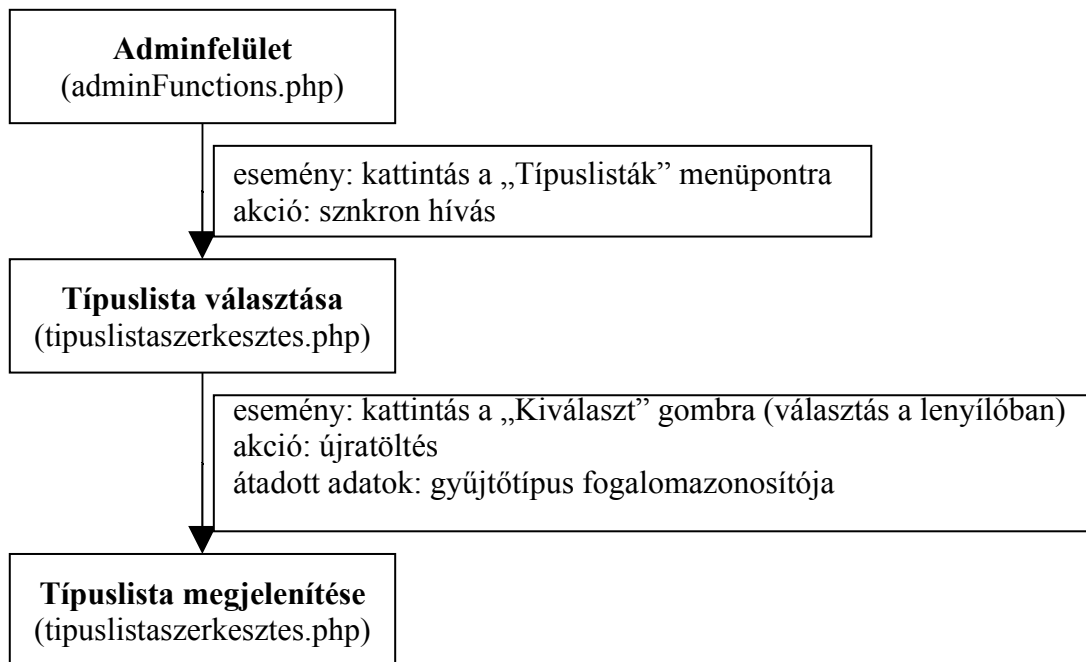 Adminfelület
(adminFunctions.php)
esemény: kattintás a „Típuslisták” menüpontra
akció: sznkron hívás
Típuslista választása
(tipuslistaszerkesztes.php)
esemény: kattintás a „Kiválaszt” gombra (választás a lenyílóban)
akció: újratöltés
átadott adatok: gyűjtőtípus fogalomazonosítója
Típuslista megjelenítése
(tipuslistaszerkesztes.php)